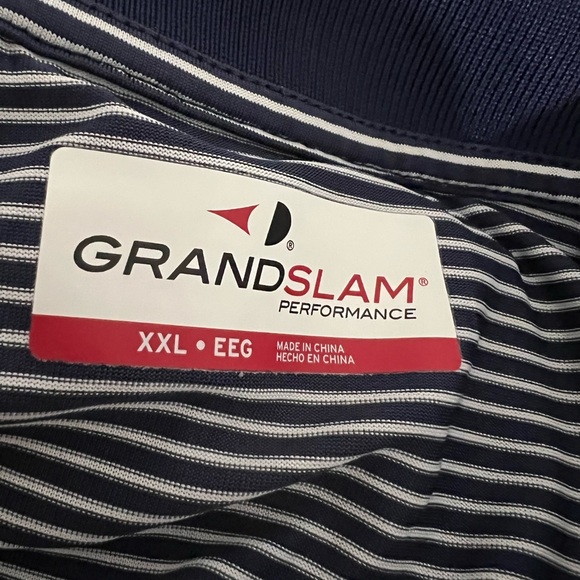 GRANDSLAM®
PERFORMANCE
XXL • EEG
MADE IN CHINA
HECHO EN CHINA